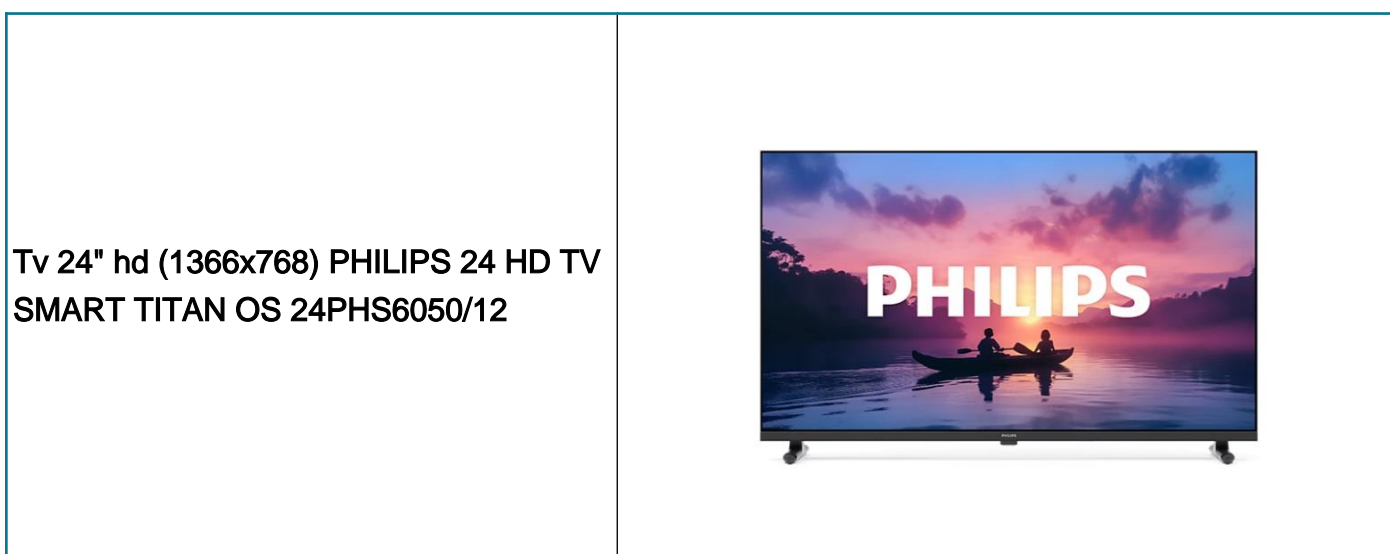 Tv 24" hd (1366x768) PHILIPS 24 HD TV
SMART TITAN OS 24PHS6050/12
PHILIPS
PHILIPS